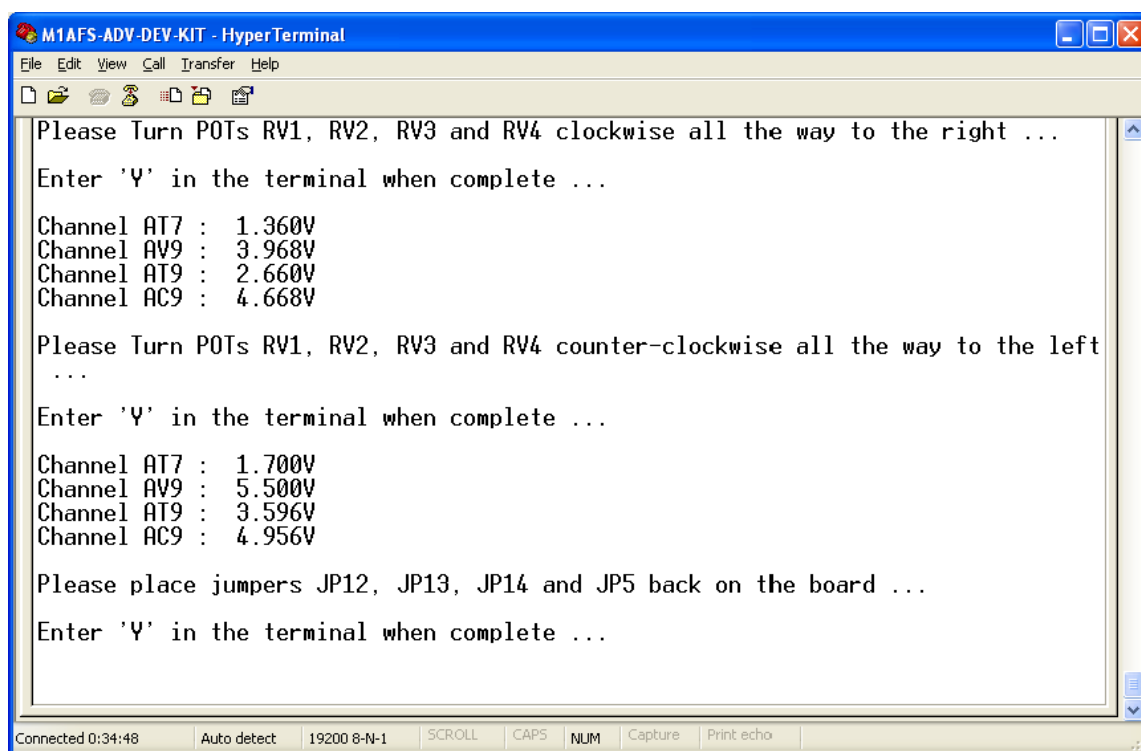 M1AFS-ADV-DEV-KIT - HyperTerminal
File Edit View Call Transfer Help
Please Turn POTs RV1, RV2, RV3 and RV4 clockwise all the way to the right ...
Enter 'Y' in the terminal when complete ...
Channel AT7 :  1.360V
Channel AV9 :  3.968V
Channel AT9 :  2.660V
Channel AC9 :  4.668V
Please Turn POTs RV1, RV2, RV3 and RV4 counter-clockwise all the way to the left
...
Enter 'Y' in the terminal when complete ...
Channel AT7 :  1.700V
Channel AV9 :  5.500V
Channel AT9 :  3.596V
Channel AC9 :  4.956V
Please place jumpers JP12, JP13, JP14 and JP5 back on the board ...
Enter 'Y' in the terminal when complete ...
Connected 0:34:48 Auto detect 19200 8-N-1 SCROLL CAPS NUM Capture Print echo